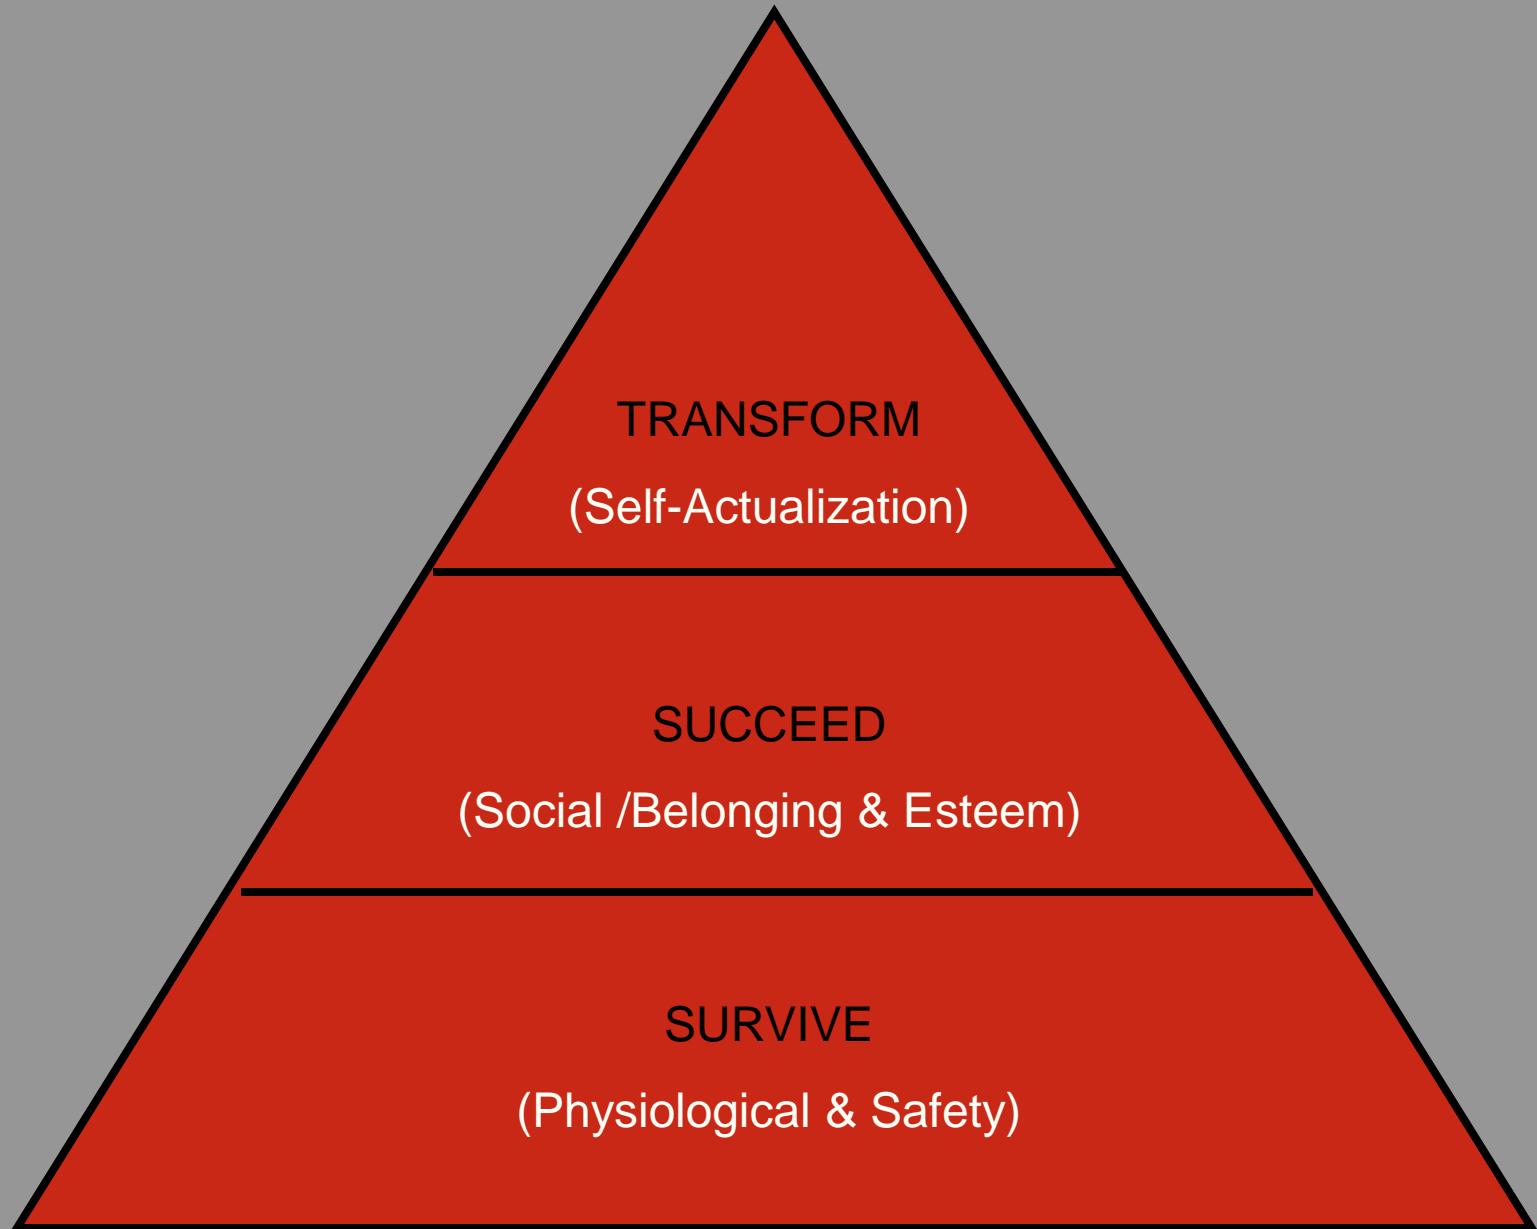 TRANSFORM
(Self-Actualization)
SUCCEED
(Social /Belonging & Esteem)
SURVIVE
(Physiological & Safety)